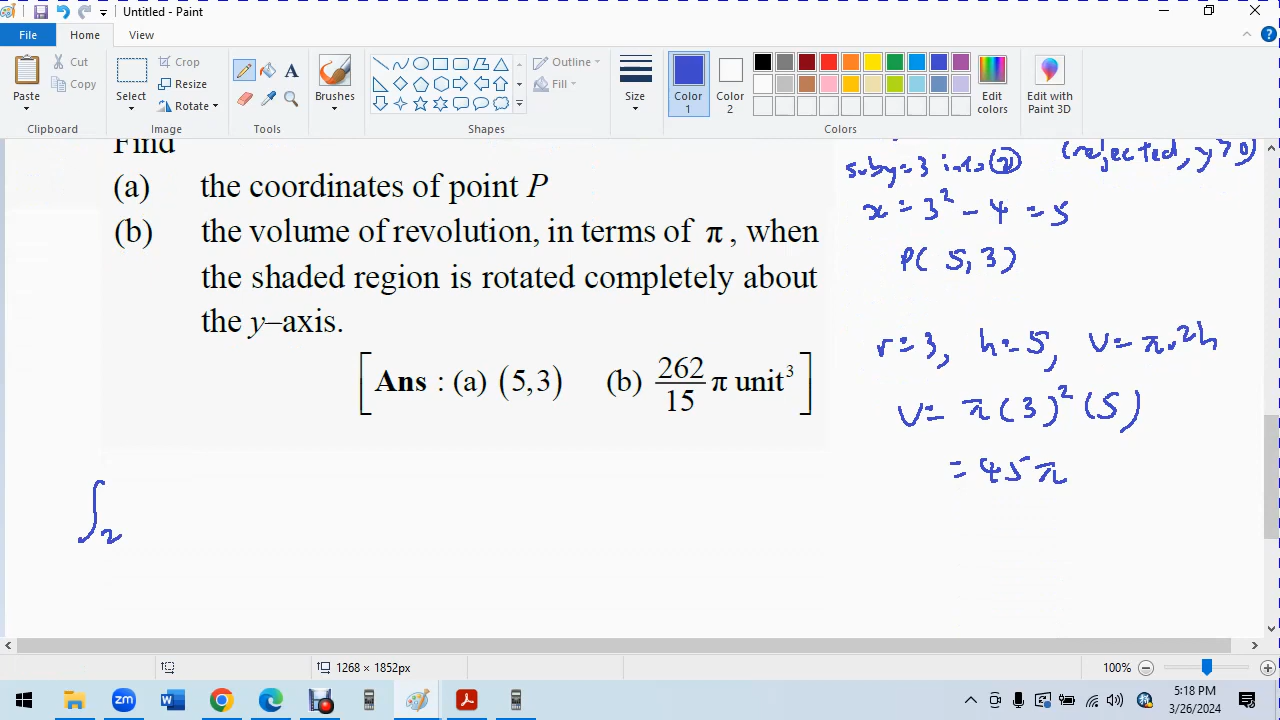 Untitled - Paint
File Home View
Paste Cut Copy Clipboard
Select Crop Resize Rotate Image
Tools
Brushes
Outline Fill Shapes
Size
Color 1 Color 2 Edit colors Colors
Edit with Paint 3D
Find
(a) the coordinates of point P
(b) the volume of revolution, in terms of π, when
the shaded region is rotated completely about
the y–axis.
[Ans : (a) (5,3) (b) 262/15 π unit³]
(rejected, y > 0)
sub y=3 into ②
x = 3² - 4 = 5
P( 5, 3 )
r = 3, h = 5, V = πr²h
V = π(3)²(5)
= 45π
∫₂
1268 × 1852px
100%
5:18 PM
3/26/2024